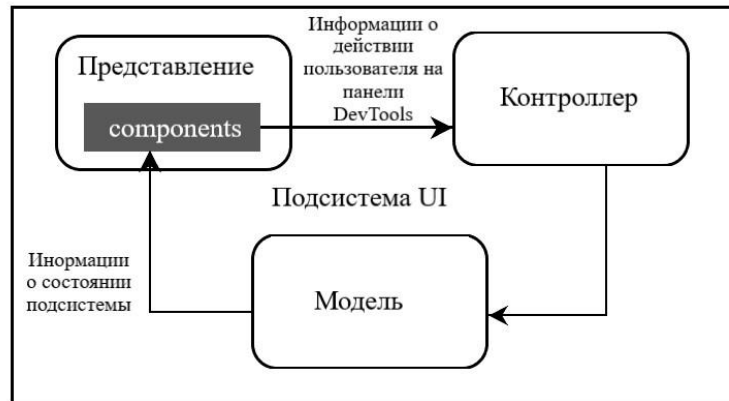 Представление
components
Информации о
действии
пользователя на
панели
DevTools
Контроллер
Подсистема UI
Инормации
о состоянии
подсистемы
Модель